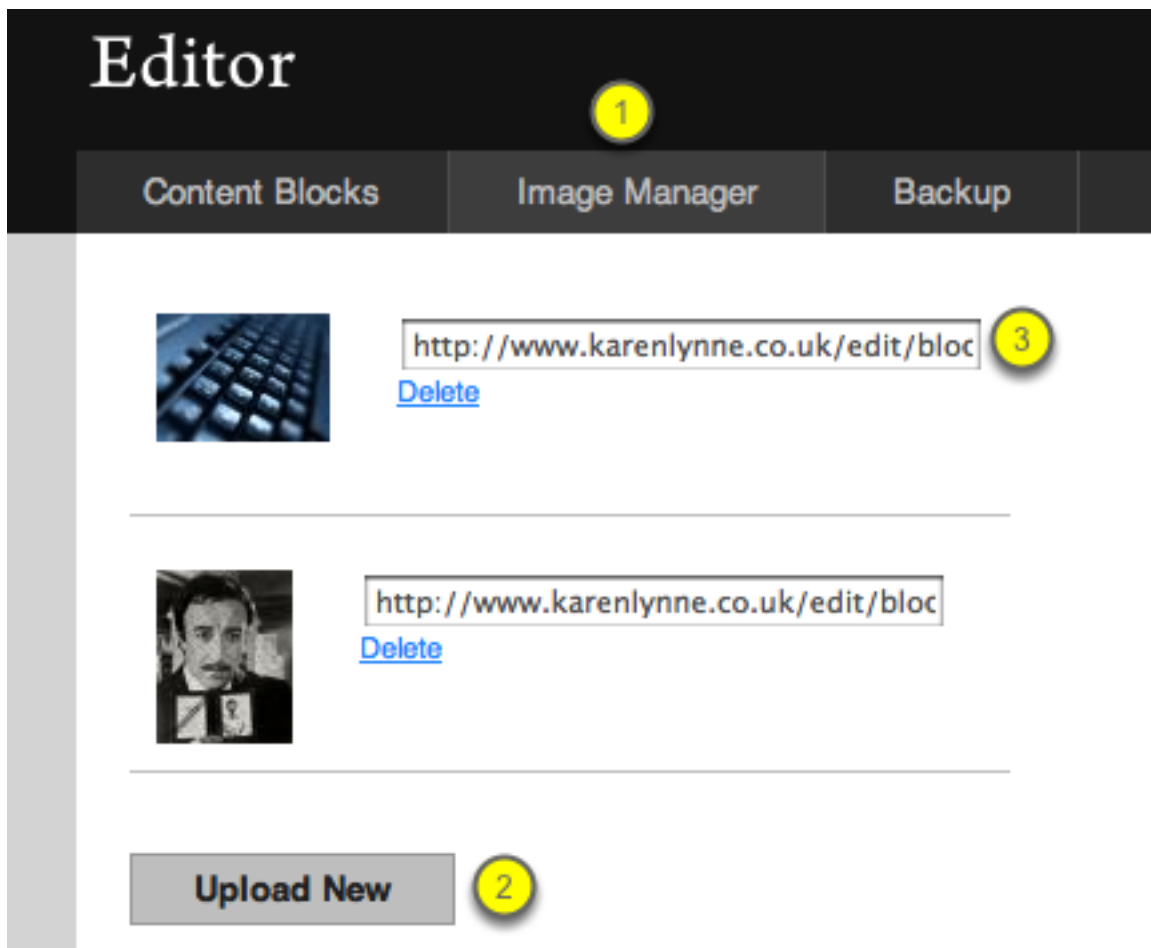 Editor
1
Content Blocks Image Manager Backup
http://www.karenlynne.co.uk/edit/bloc 3
Delete
http://www.karenlynne.co.uk/edit/bloc
Delete
Upload New 2